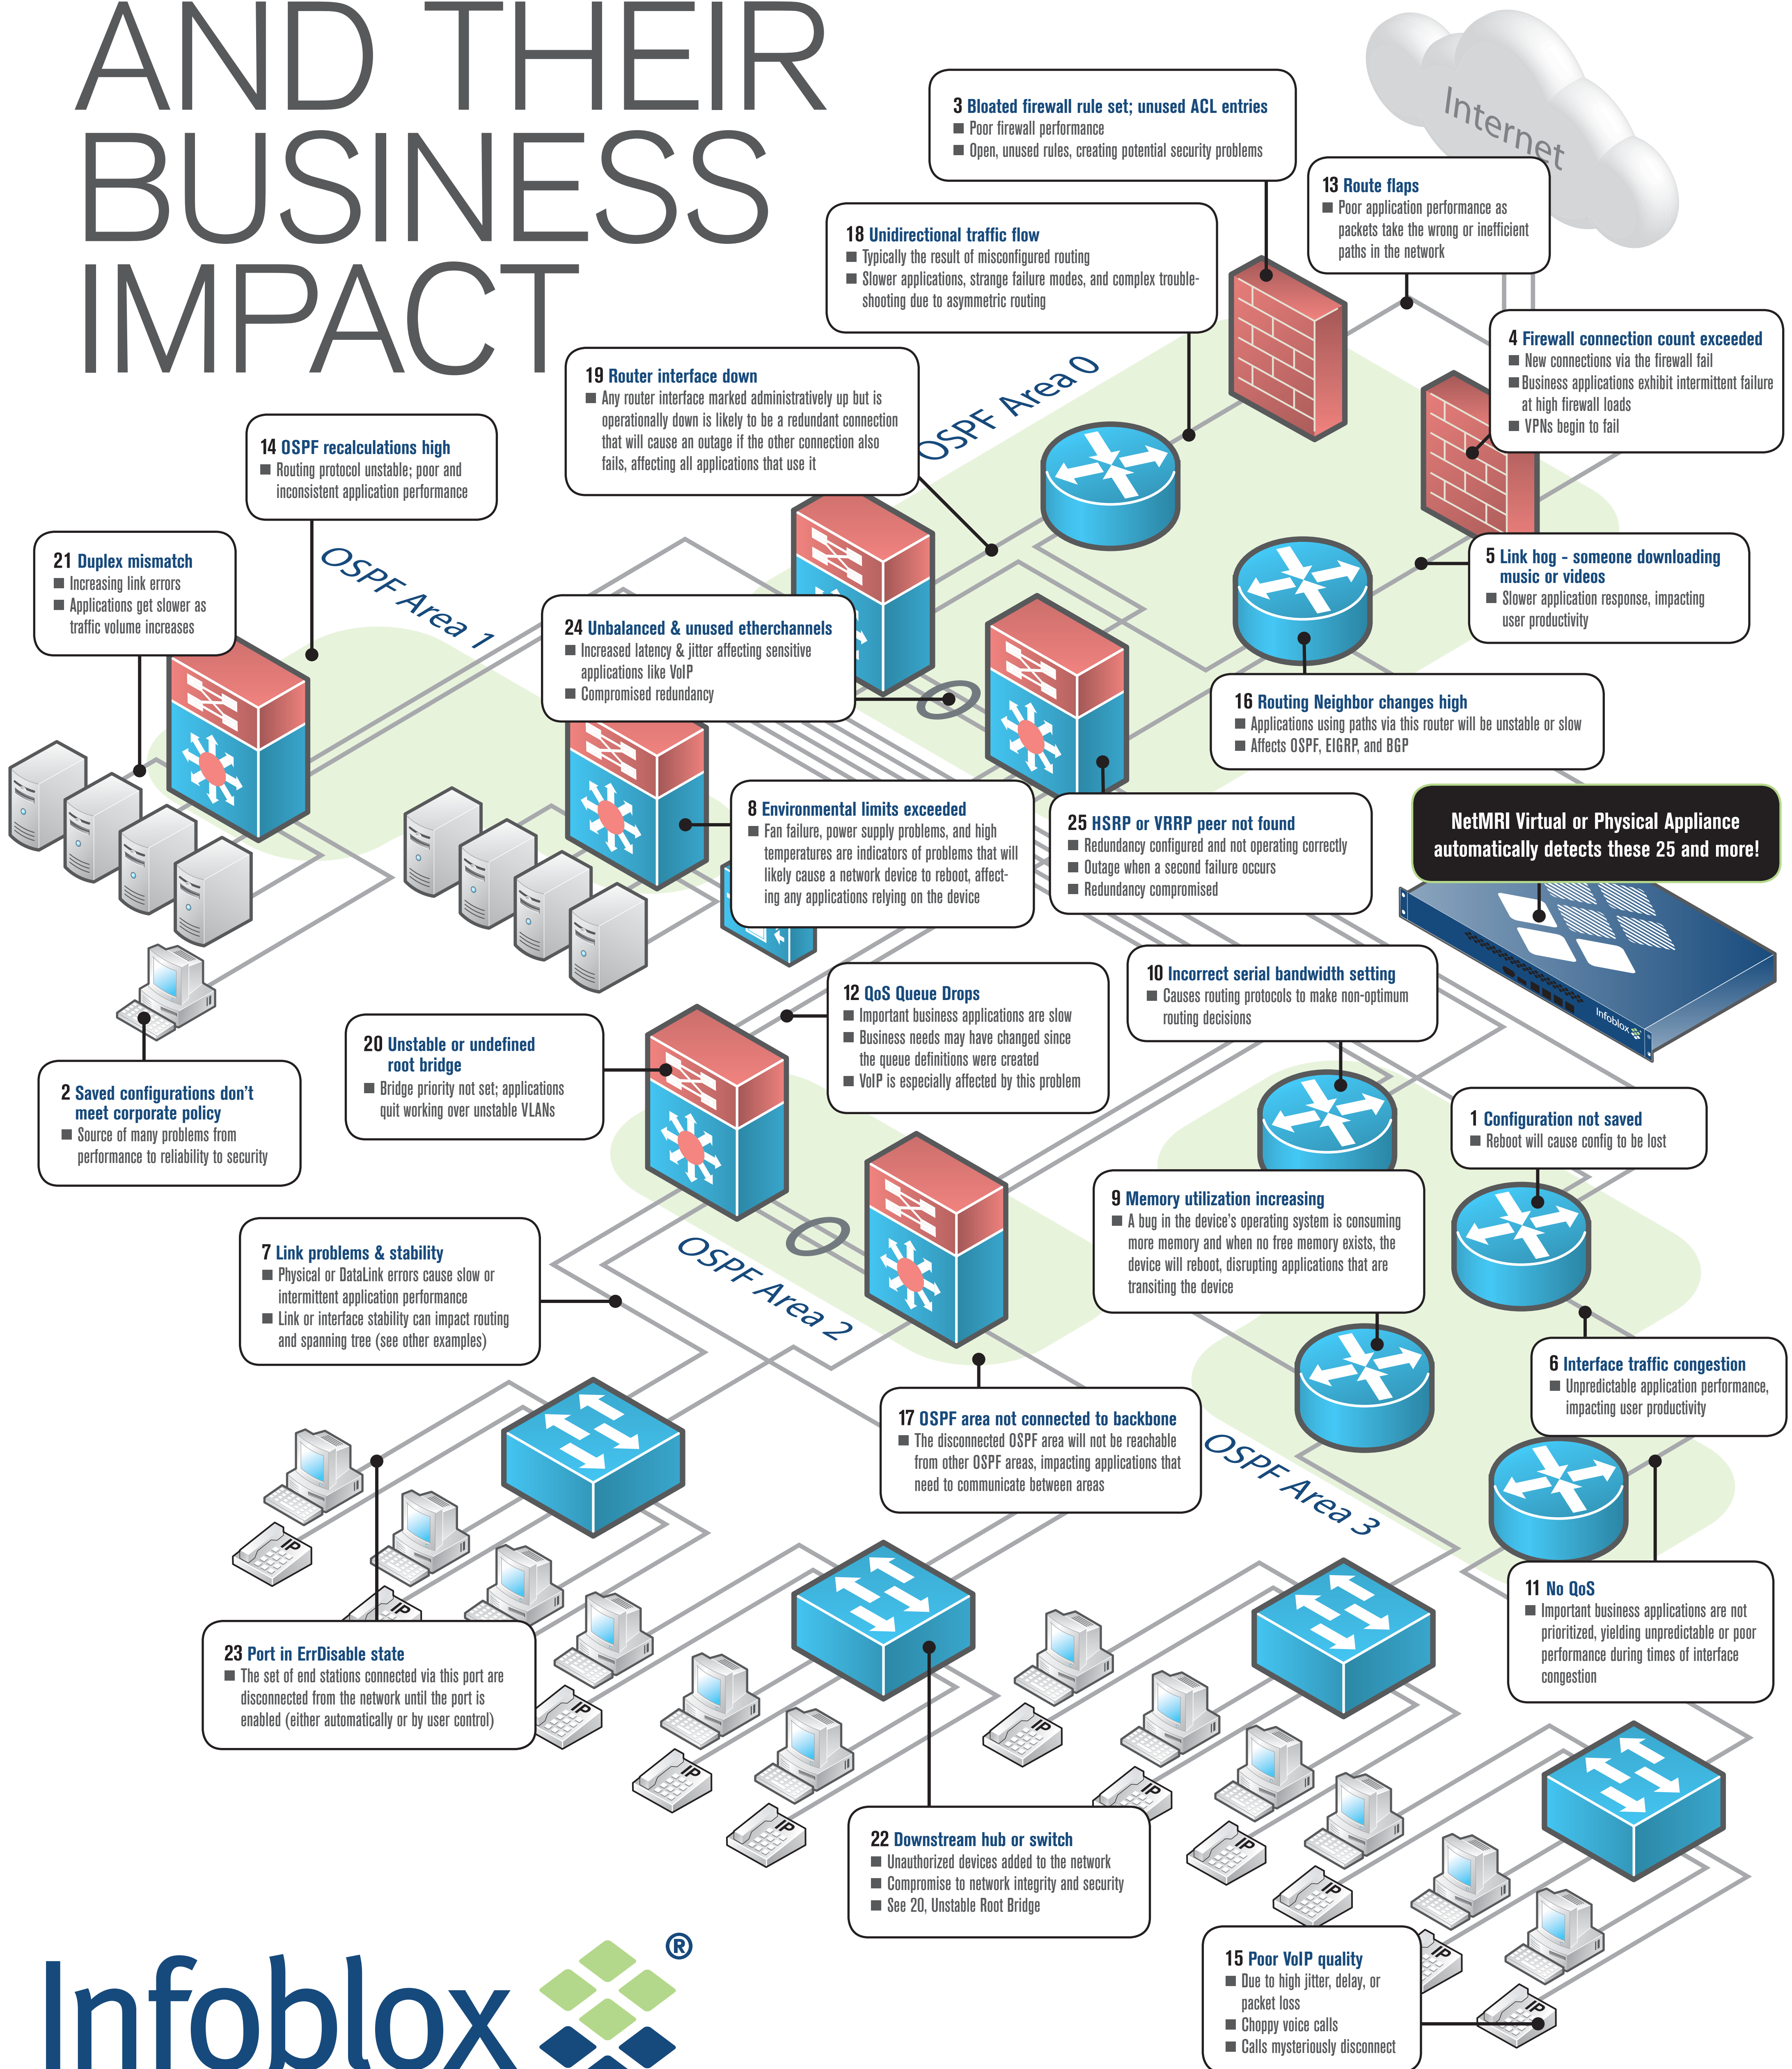 AND THEIR
BUSINESS
IMPACT
Internet
3 Bloated firewall rule set; unused ACL entries
■ Poor firewall performance
■ Open, unused rules, creating potential security problems
13 Route flaps
■ Poor application performance as
packets take the wrong or inefficient
paths in the network
18 Unidirectional traffic flow
■ Typically the result of misconfigured routing
■ Slower applications, strange failure modes, and complex trouble-
shooting due to asymmetric routing
4 Firewall connection count exceeded
■ New connections via the firewall fail
■ Business applications exhibit intermittent failure
at high firewall loads
■ VPNs begin to fail
19 Router interface down
■ Any router interface marked administratively up but is
operationally down is likely to be a redundant connection
that will cause an outage if the other connection also
fails, affecting all applications that use it
OSPF Area 0
14 OSPF recalculations high
■ Routing protocol unstable; poor and
inconsistent application performance
OSPF Area 1
21 Duplex mismatch
■ Increasing link errors
■ Applications get slower as
traffic volume increases
5 Link hog - someone downloading
music or videos
■ Slower application response, impacting
user productivity
24 Unbalanced & unused etherchannels
■ Increased latency & jitter affecting sensitive
applications like VoIP
■ Compromised redundancy
16 Routing Neighbor changes high
■ Applications using paths via this router will be unstable or slow
■ Affects OSPF, EIGRP, and BGP
8 Environmental limits exceeded
■ Fan failure, power supply problems, and high
temperatures are indicators of problems that will
likely cause a network device to reboot, affect-
ing any applications relying on the device
25 HSRP or VRRP peer not found
■ Redundancy configured and not operating correctly
■ Outage when a second failure occurs
■ Redundancy compromised
NetMRI Virtual or Physical Appliance
automatically detects these 25 and more!
Infoblox
10 Incorrect serial bandwidth setting
■ Causes routing protocols to make non-optimum
routing decisions
12 QoS Queue Drops
■ Important business applications are slow
■ Business needs may have changed since
the queue definitions were created
■ VoIP is especially affected by this problem
20 Unstable or undefined
root bridge
■ Bridge priority not set; applications
quit working over unstable VLANs
2 Saved configurations don't
meet corporate policy
■ Source of many problems from
performance to reliability to security
1 Configuration not saved
■ Reboot will cause config to be lost
9 Memory utilization increasing
■ A bug in the device's operating system is consuming
more memory and when no free memory exists, the
device will reboot, disrupting applications that are
transiting the device
7 Link problems & stability
■ Physical or DataLink errors cause slow or
intermittent application performance
■ Link or interface stability can impact routing
and spanning tree (see other examples)
OSPF Area 2
6 Interface traffic congestion
■ Unpredictable application performance,
impacting user productivity
17 OSPF area not connected to backbone
■ The disconnected OSPF area will not be reachable
from other OSPF areas, impacting applications that
need to communicate between areas
OSPF Area 3
11 No QoS
■ Important business applications are not
prioritized, yielding unpredictable or poor
performance during times of interface
congestion
IP
IP
23 Port in ErrDisable state
■ The set of end stations connected via this port are
disconnected from the network until the port is
enabled (either automatically or by user control)
IP
IP
IP
IP
IP
IP
IP
22 Downstream hub or switch
■ Unauthorized devices added to the network
■ Compromise to network integrity and security
■ See 20, Unstable Root Bridge
15 Poor VoIP quality
■ Due to high jitter, delay, or
packet loss
■ Choppy voice calls
■ Calls mysteriously disconnect
IP
IP
Infoblox ®